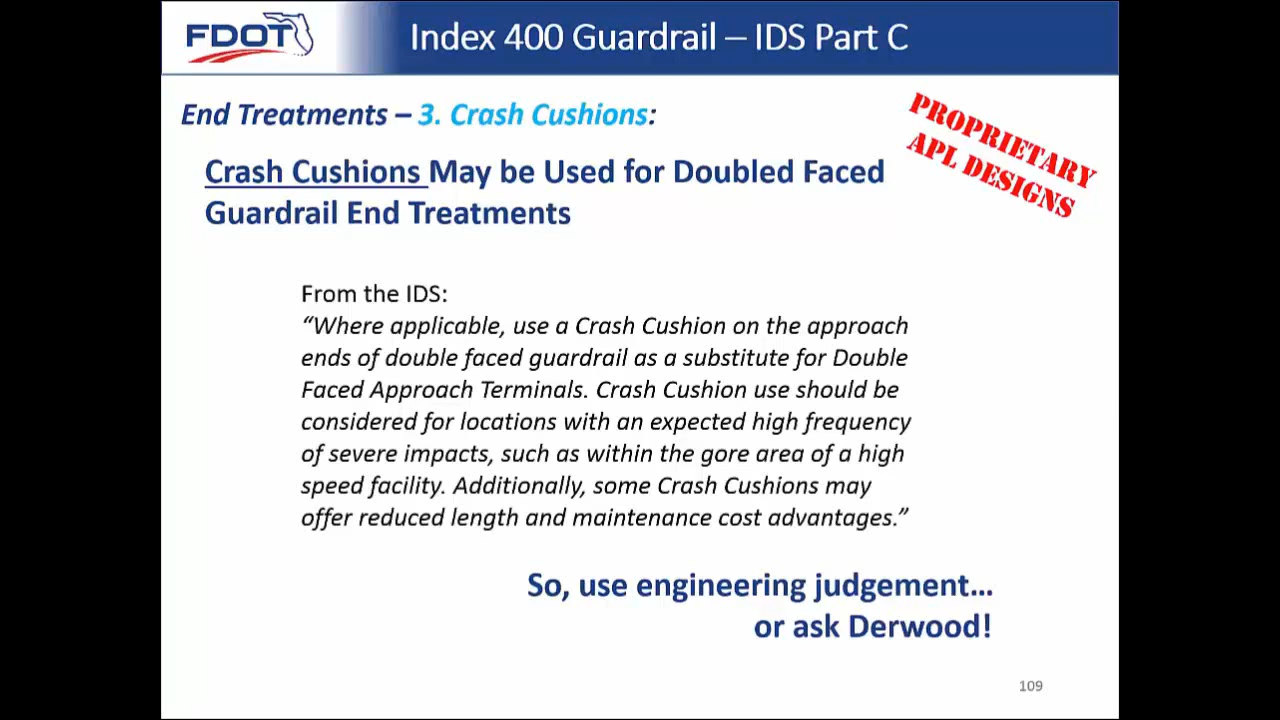 FDOT
Index 400 Guardrail – IDS Part C
End Treatments – 3. Crash Cushions:
PROPRIETARY
APL DESIGNS
Crash Cushions May be Used for Doubled Faced
Guardrail End Treatments
From the IDS:
“Where applicable, use a Crash Cushion on the approach
ends of double faced guardrail as a substitute for Double
Faced Approach Terminals. Crash Cushion use should be
considered for locations with an expected high frequency
of severe impacts, such as within the gore area of a high
speed facility. Additionally, some Crash Cushions may
offer reduced length and maintenance cost advantages.”
So, use engineering judgement…
or ask Derwood!
109